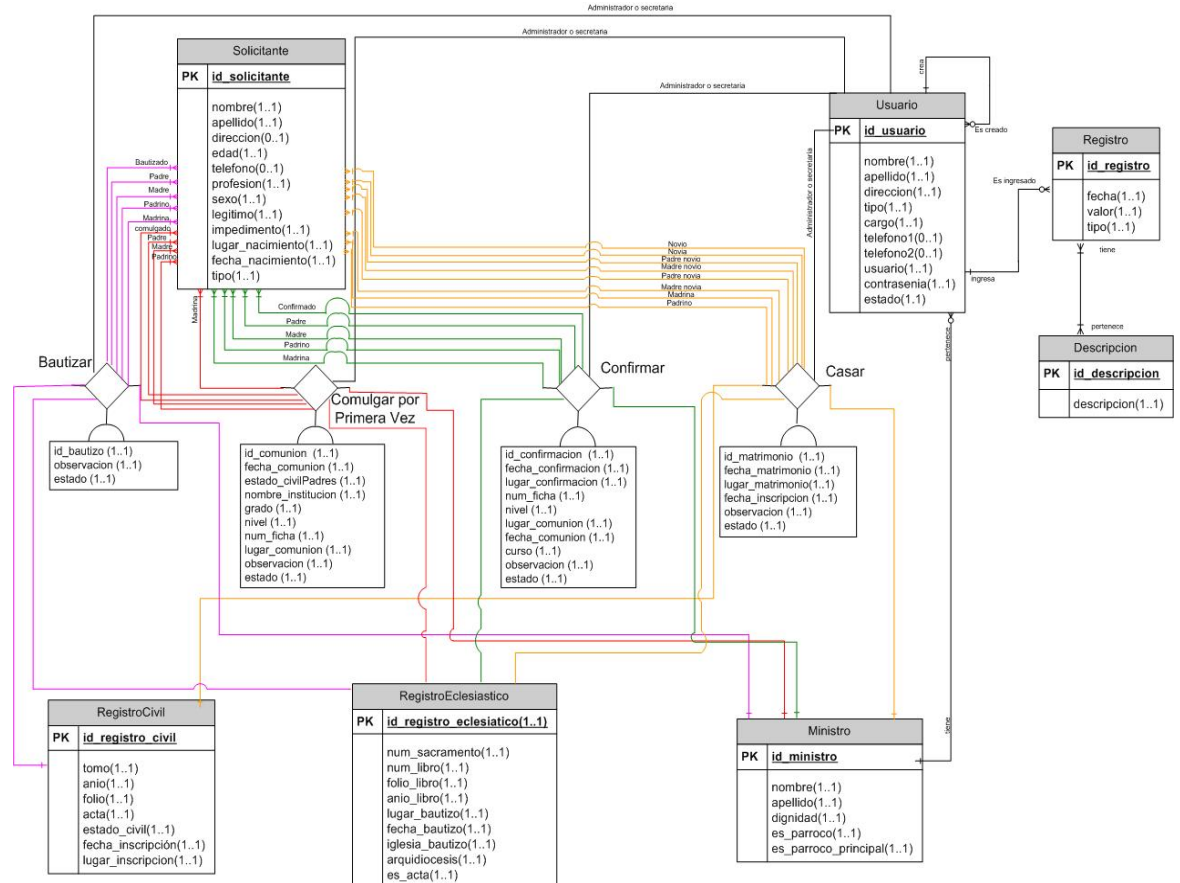 Administrador o secretaria
Administrador o secretaria
Administrador o secretaria
Administrador o secretaria
Solicitante
PK id_solicitante
nombre(1..1)
apellido(1..1)
direccion(0..1)
edad(1..1)
telefono(0..1)
profesion(1..1)
sexo(1..1)
legitimo(1..1)
impedimento(1..1)
lugar_nacimiento(1..1)
fecha_nacimiento(1..1)
tipo(1..1)
Usuario
PK id_usuario
nombre(1..1)
apellido(1..1)
direccion(1..1)
tipo(1..1)
cargo(1..1)
telefono1(0..1)
telefono2(0..1)
usuario(1..1)
contrasenia(1..1)
estado(1.1)
crea
Es creado
Registro
PK id_registro
fecha(1..1)
valor(1..1)
tipo(1..1)
Es ingresado
ingresa
tiene
pertenece
Descripcion
PK id_descripcion
descripcion(1..1)
pertenece
tiene
Bautizado
Padre
Madre
Padrino
Madrina
comulgado
Padre
Madre
Padrino
Madrina
Confirmado
Padre
Madre
Padrino
Madrina
Novio
Novia
Padre novio
Madre novio
Padre novia
Madre novia
Madrina
Padrino
Bautizar
id_bautizo (1..1)
observacion (1..1)
estado (1..1)
Comulgar por
Primera Vez
id_comunion (1..1)
fecha_comunion (1..1)
estado_civilPadres (1..1)
nombre_institucion (1..1)
grado (1..1)
nivel (1..1)
num_ficha (1..1)
lugar_comunion (1..1)
observacion (1..1)
estado (1..1)
Confirmar
id_confirmacion (1..1)
fecha_confirmacion (1..1)
lugar_confirmacion (1..1)
num_ficha (1..1)
nivel (1..1)
lugar_comunion (1..1)
fecha_comunion (1..1)
curso (1..1)
observacion (1..1)
estado (1..1)
Casar
id_matrimonio (1..1)
fecha_matrimonio (1..1)
lugar_matrimonio(1..1)
fecha_inscripcion (1..1)
observacion (1..1)
estado (1..1)
RegistroCivil
PK id_registro_civil
tomo(1..1)
anio(1..1)
folio(1..1)
acta(1..1)
estado_civil(1..1)
fecha_inscripción(1..1)
lugar_inscripcion(1..1)
RegistroEclesiastico
PK id_registro_eclesiatico(1..1)
num_sacramento(1..1)
num_libro(1..1)
folio_libro(1..1)
anio_libro(1..1)
lugar_bautizo(1..1)
fecha_bautizo(1..1)
iglesia_bautizo(1..1)
arquidiocesis(1..1)
es_acta(1..1)
Ministro
PK id_ministro
nombre(1..1)
apellido(1..1)
dignidad(1..1)
es_parroco(1..1)
es_parroco_principal(1..1)